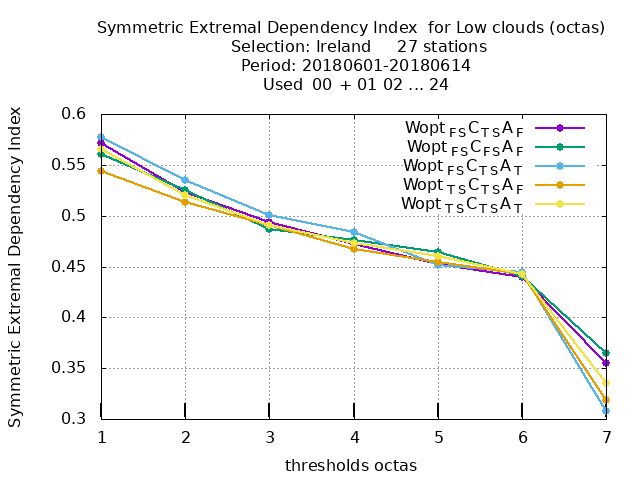 Symmetric Extremal Dependency Index for Low clouds (octas)
Selection: Ireland 27 stations
Period: 20180601-20180614
Used 00 + 01 02 ... 24
Symmetric Extremal Dependency Index
0.6
0.55
0.5
0.45
0.4
0.35
0.3
Wopt FS C TS A F
Wopt FS C FS A F
Wopt FS C TS A T
Wopt TS C TS A F
Wopt TS C TS A T
1 2 3 4 5 6 7
thresholds octas